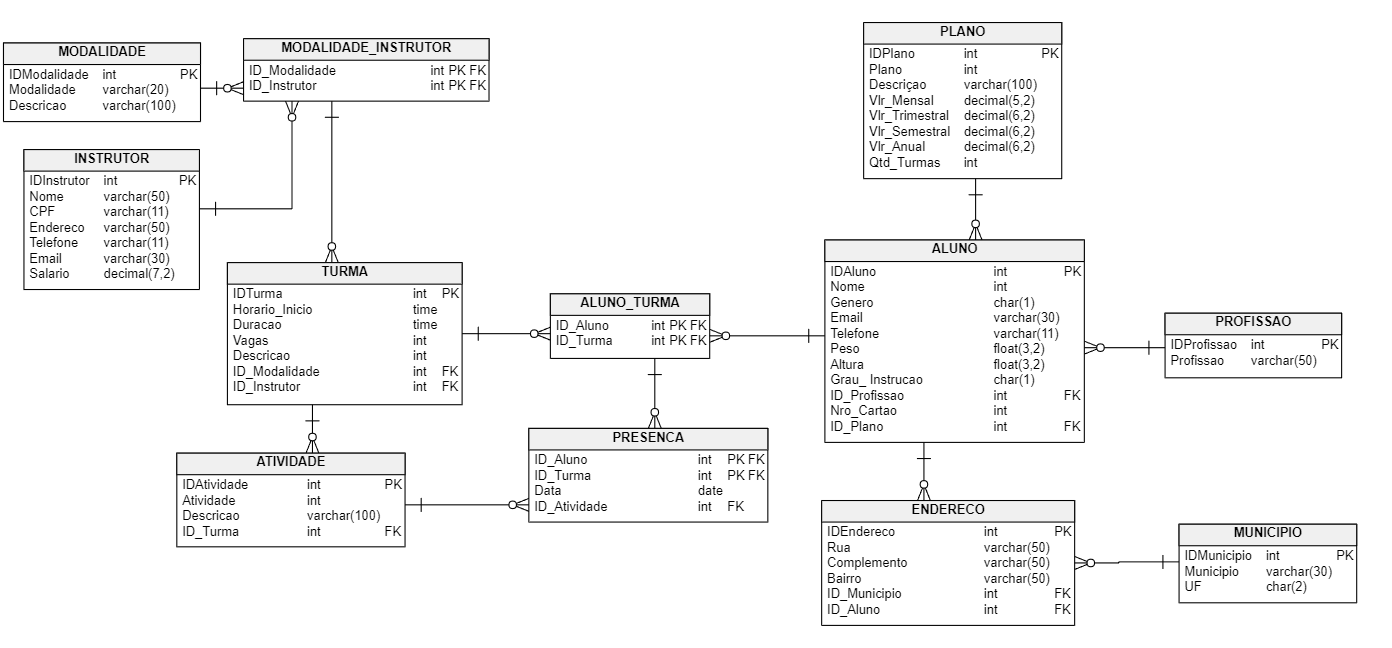 MODALIDADE
IDModalidade int PK
Modalidade varchar(20)
Descricao varchar(100)
MODALIDADE_INSTRUTOR
ID_Modalidade int PK FK
ID_Instrutor int PK FK
INSTRUTOR
IDInstrutor int PK
Nome varchar(50)
CPF varchar(11)
Endereco varchar(50)
Telefone varchar(11)
Email varchar(30)
Salario decimal(7,2)
PLANO
IDPlano int PK
Plano int
Descriçao varchar(100)
Vlr_Mensal decimal(5,2)
Vlr_Trimestral decimal(6,2)
Vlr_Semestral decimal(6,2)
Vlr_Anual decimal(6,2)
Qtd_Turmas int
TURMA
IDTurma int PK
Horario_Inicio time
Duracao time
Vagas int
Descricao int
ID_Modalidade int FK
ID_Instrutor int FK
ALUNO_TURMA
ID_Aluno int PK FK
ID_Turma int PK FK
ALUNO
IDAluno int PK
Nome int
Genero char(1)
Email varchar(30)
Telefone varchar(11)
Peso float(3,2)
Altura float(3,2)
Grau_ Instrucao char(1)
ID_Profissao int FK
Nro_Cartao int
ID_Plano int FK
PROFISSAO
IDProfissao int PK
Profissao varchar(50)
ATIVIDADE
IDAtividade int PK
Atividade int
Descricao varchar(100)
ID_Turma int FK
PRESENCA
ID_Aluno int PK FK
ID_Turma int PK FK
Data date
ID_Atividade int FK
ENDERECO
IDEndereco int PK
Rua varchar(50)
Complemento varchar(50)
Bairro varchar(50)
ID_Municipio int FK
ID_Aluno int FK
MUNICIPIO
IDMunicipio int PK
Municipio varchar(30)
UF char(2)